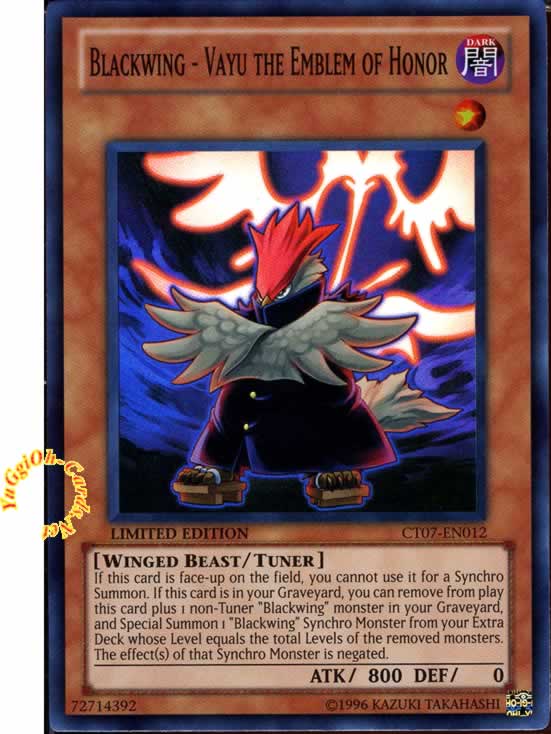 BLACKWING - VAYU THE EMBLEM OF HONOR
DARK
闇
YuGgiOh-Cards.Net
LIMITED EDITION
CT07-EN012
[WINGED BEAST/TUNER]
If this card is face-up on the field, you cannot use it for a Synchro
Summon. If this card is in your Graveyard, you can remove from play
this card plus 1 non-Tuner "Blackwing" monster in your Graveyard,
and Special Summon 1 "Blackwing" Synchro Monster from your Extra
Deck whose Level equals the total Levels of the removed monsters.
The effect(s) of that Synchro Monster is negated.
ATK/ 800 DEF/ 0
72714392
©1996 KAZUKI TAKAHASHI